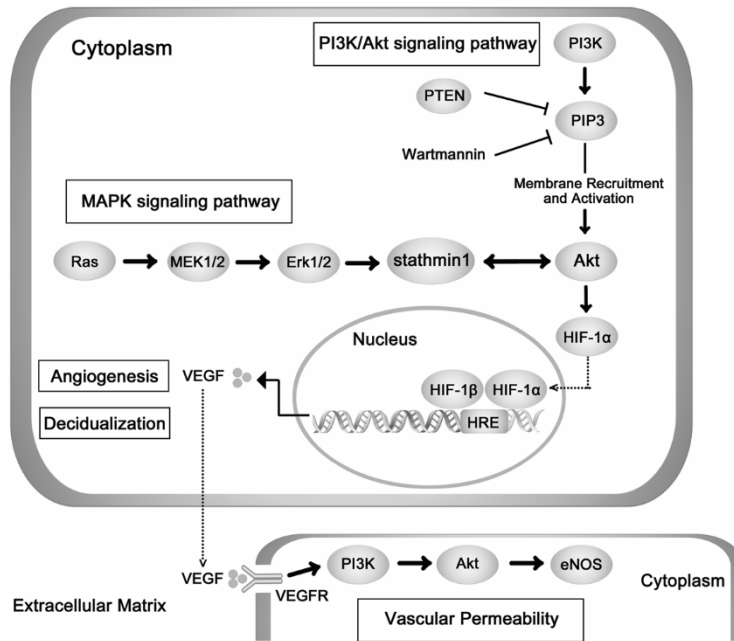 Cytoplasm
PI3K/Akt signaling pathway
PI3K
PTEN
PIP3
Wartmannin
Membrane Recruitment
and Activation
MAPK signaling pathway
Ras
MEK1/2
Erk1/2
stathmin1
Akt
HIF-1α
Nucleus
Angiogenesis
VEGF
HIF-1β
HIF-1α
Decidualization
HRE
VEGF
VEGFR
PI3K
Akt
eNOS
Cytoplasm
Extracellular Matrix
Vascular Permeability